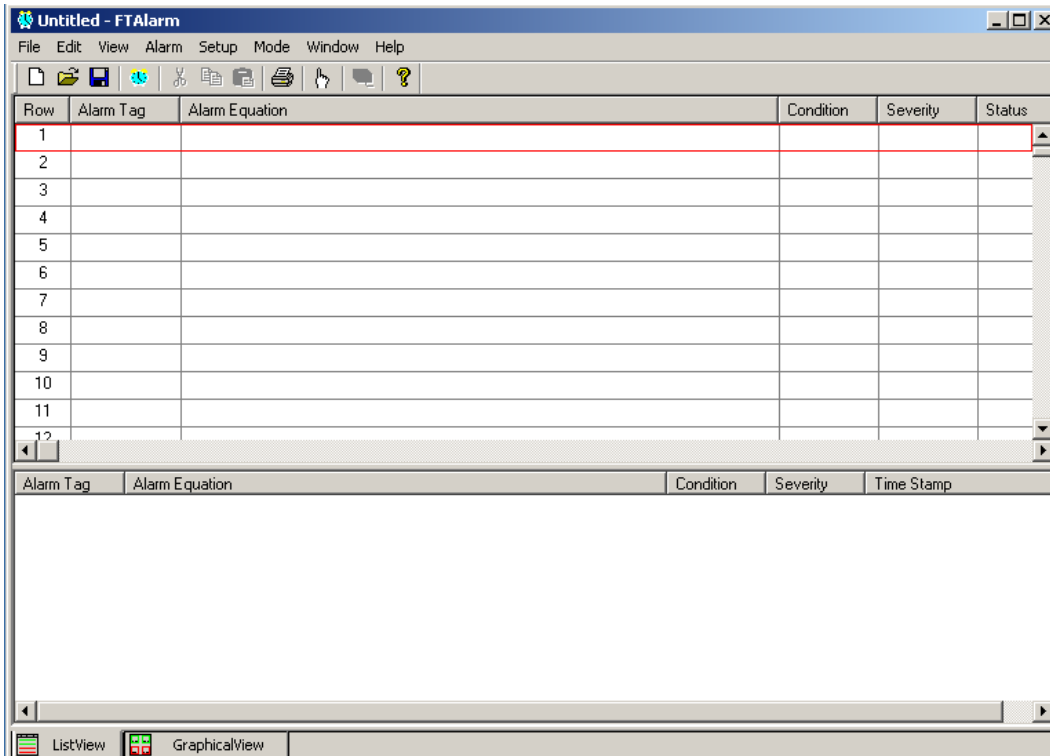 Untitled - FTAlarm
File Edit View Alarm Setup Mode Window Help
Row Alarm Tag Alarm Equation Condition Severity Status
1
2
3
4
5
6
7
8
9
10
11
12
Alarm Tag Alarm Equation Condition Severity Time Stamp
ListView GraphicalView